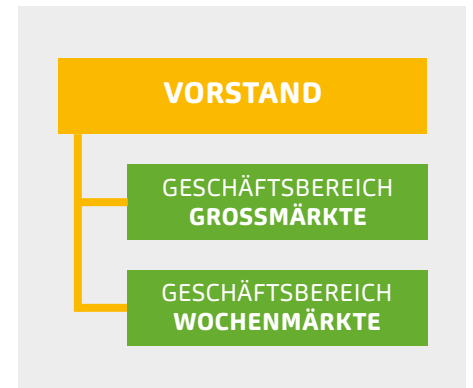 VORSTAND
GESCHÄFTSBEREICH
GROSSMÄRKTE
GESCHÄFTSBEREICH
WOCHENMÄRKTE